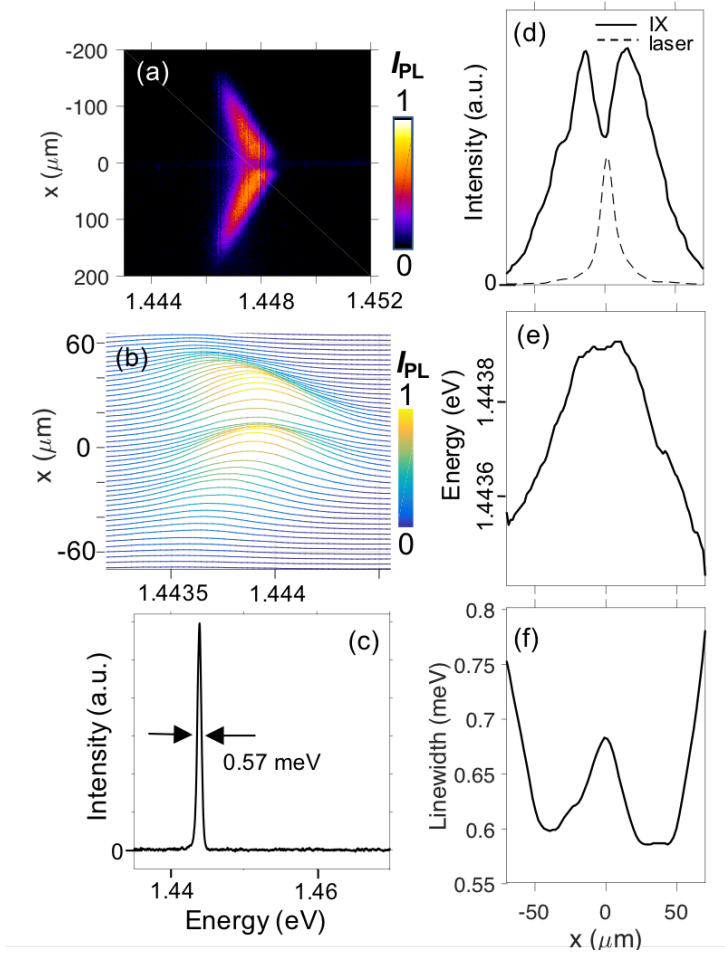 (a)
I_PL
1
0
-200
-100
0
100
200
x (μm)
1.444
1.448
1.452
(b)
I_PL
1
0
60
0
-60
x (μm)
1.4435
1.444
(c)
0.57 meV
Intensity (a.u.)
0
1.44
1.46
Energy (eV)
(d)
IX
laser
Intensity (a.u.)
0
(e)
Energy (eV)
1.4438
1.4436
(f)
Linewidth (meV)
0.8
0.75
0.7
0.65
0.6
0.55
-50
0
50
x (μm)